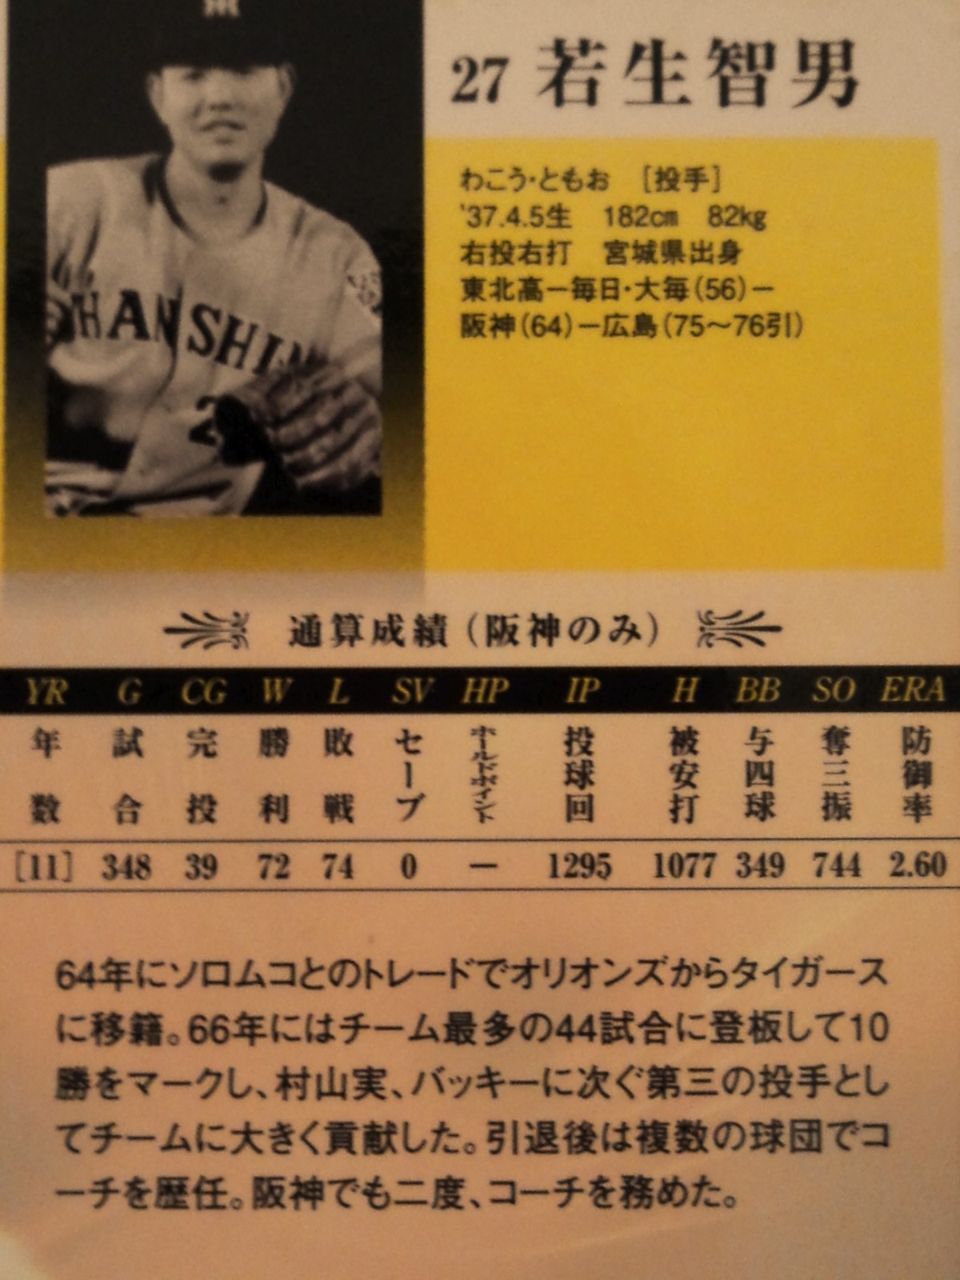 27 若生智男
わこう・ともお [投手]
'37.4.5生 182cm 82kg
右投右打 宮城県出身
東北高－毎日・大毎(56)－
阪神(64)－広島(75～76引)
HANSHIN
2
通算成績(阪神のみ)
YR G CG W L SV HP IP H BB SO ERA
年数 試合 完投 勝利 敗戦 セーブ ホールドポイント 投球回 被安打 与四球 奪三振 防御率
[11] 348 39 72 74 0 － 1295 1077 349 744 2.60
64年にソロムコとのトレードでオリオンズからタイガース
に移籍。66年にはチーム最多の44試合に登板して10
勝をマークし、村山実、バッキーに次ぐ第三の投手とし
てチームに大きく貢献した。引退後は複数の球団でコ
ーチを歴任。阪神でも二度、コーチを務めた。